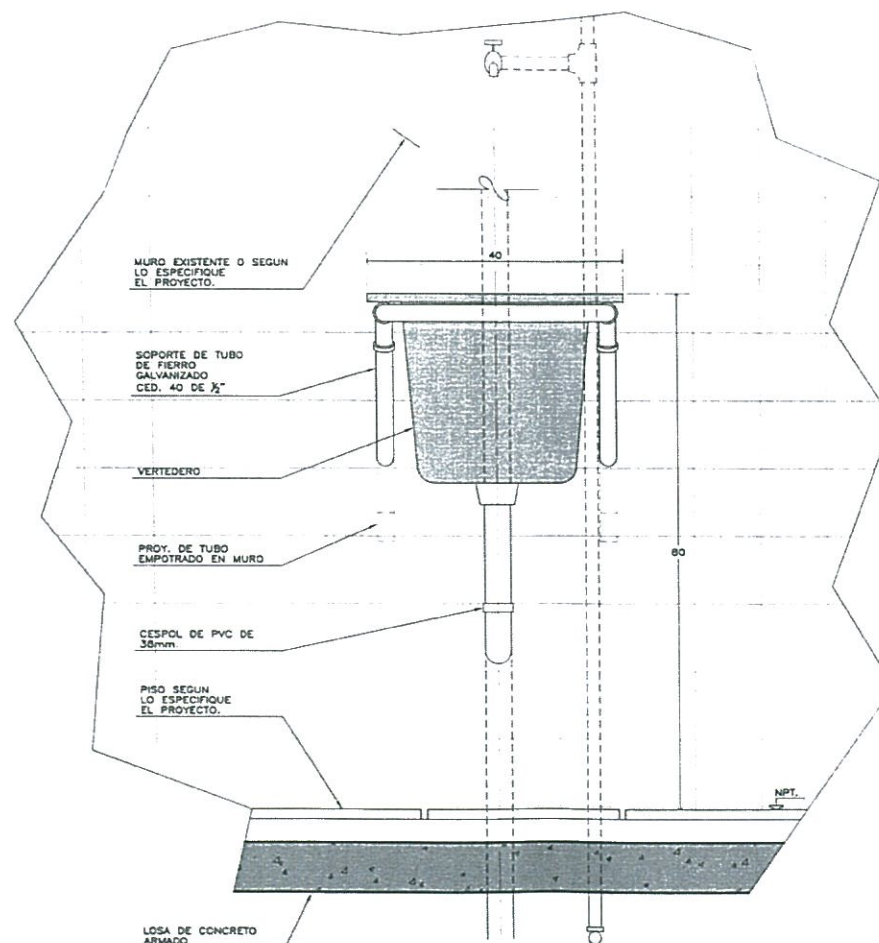 40
MURO EXISTENTE O SEGUN
LO ESPECIFIQUE
EL PROYECTO.
SOPORTE DE TUBO
DE FIERRO
GALVANIZADO
CED. 40 DE ½"
VERTEDERO
PROY. DE TUBO
EMPOTRADO EN MURO
80
CESPOL DE PVC DE
38mm.
PISO SEGUN
LO ESPECIFIQUE
EL PROYECTO.
NPT.
LOSA DE CONCRETO
ARMADO